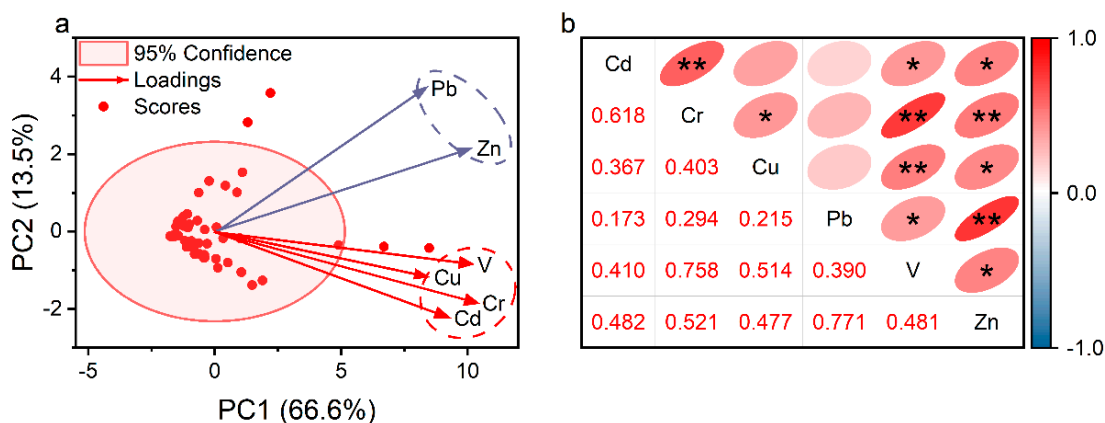 a
95% Confidence
Loadings
Scores
Pb
Zn
V
Cu
Cr
Cd
4
2
0
-2
-5
0
5
10
PC2 (13.5%)
PC1 (66.6%)
b
Cd ** * *
0.618 Cr * ** **
0.367 0.403 Cu ** *
0.173 0.294 0.215 Pb * **
0.410 0.758 0.514 0.390 V *
0.482 0.521 0.477 0.771 0.481 Zn
1.0
0.0
-1.0